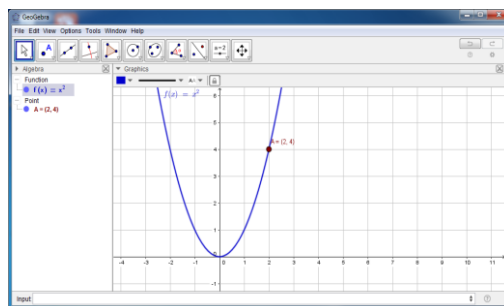 GeoGebra
File Edit View Options Tools Window Help
A
a=2
Algebra
Graphics
Function
f(x) = x²
Point
A = (2, 4)
f(x) = x²
A = (2, 4)
6
5
4
3
2
1
0
-1
-4 -3 -2 -1 0 1 2 3 4 5 6 7 8 9 10 11
Input: